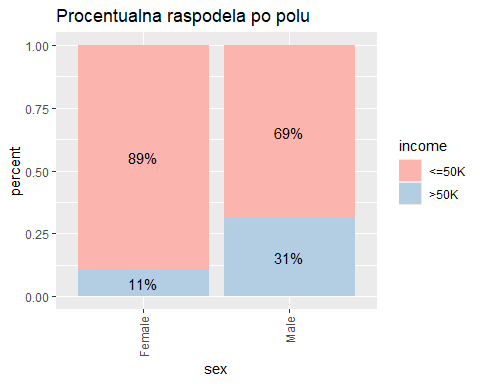 Procentualna raspodela po polu
1.00
0.75
0.50
0.25
0.00
percent
89%
69%
11%
31%
Female
Male
sex
income
<=50K
>50K